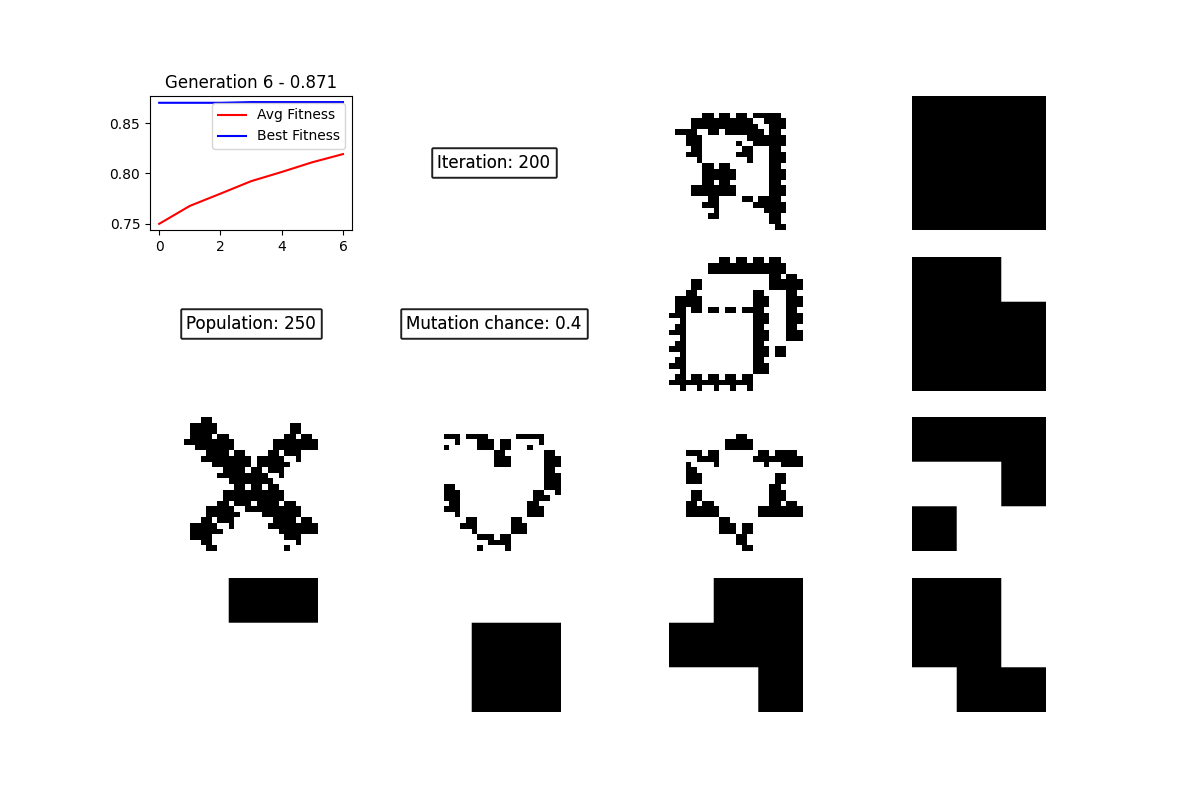 Generation 6 - 0.871
0.85
0.80
0.75
Avg Fitness
Best Fitness
0 2 4 6
Iteration: 200
Population: 250
Mutation chance: 0.4